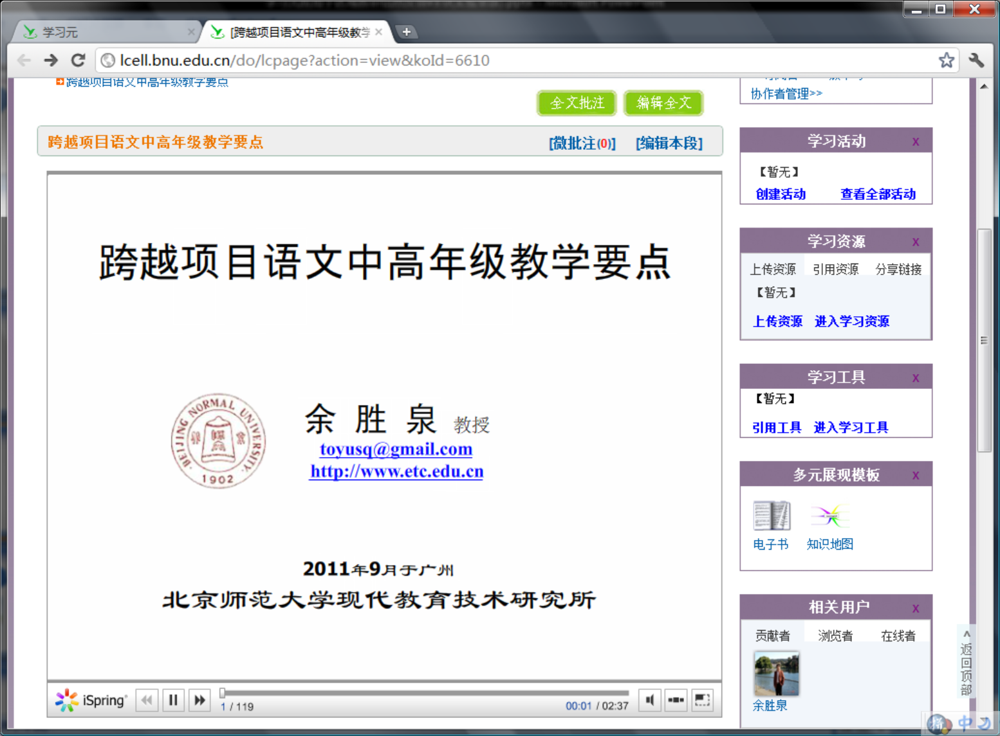 学习元
[跨越项目语文中高年级教学
lcell.bnu.edu.cn/do/lcpage?action=view&koId=6610
跨越项目语文中高年级教学要点
协作者管理>>
全文批注 编辑全文
跨越项目语文中高年级教学要点 [微批注(0)] [编辑本段]
跨越项目语文中高年级教学要点
BEIJING NORMAL UNIVERSITY
1902
余 胜 泉 教授
toyusq@gmail.com
http://www.etc.edu.cn
2011年9月于广州
北京师范大学现代教育技术研究所
iSpring
1 / 119
00:01 / 02:37
学习活动 x
【暂无】
创建活动 查看全部活动
学习资源 x
上传资源 引用资源 分享链接
【暂无】
上传资源 进入学习资源
学习工具 x
【暂无】
引用工具 进入学习工具
多元展现模板 x
电子书 知识地图
相关用户 x
贡献者 浏览者 在线者
余胜泉
返回顶部
中